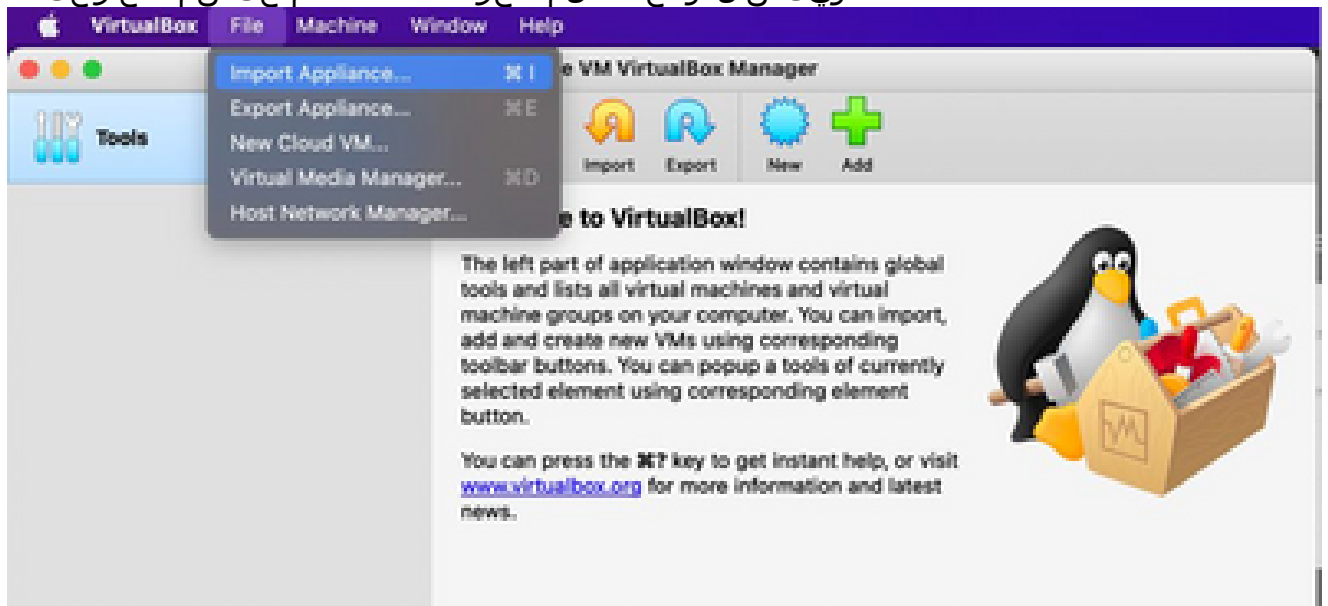 VirtualBox File Machine Window Help
e VM VirtualBox Manager
Import Appliance... ⌘ I
Export Appliance... ⌘ E
New Cloud VM...
Virtual Media Manager... ⌘ D
Host Network Manager...
Tools
Import Export New Add
e to VirtualBox!
The left part of application window contains global
tools and lists all virtual machines and virtual
machine groups on your computer. You can import,
add and create new VMs using corresponding
toolbar buttons. You can popup a tools of currently
selected element using corresponding element
button.
You can press the ⌘? key to get instant help, or visit
www.virtualbox.org for more information and latest
news.